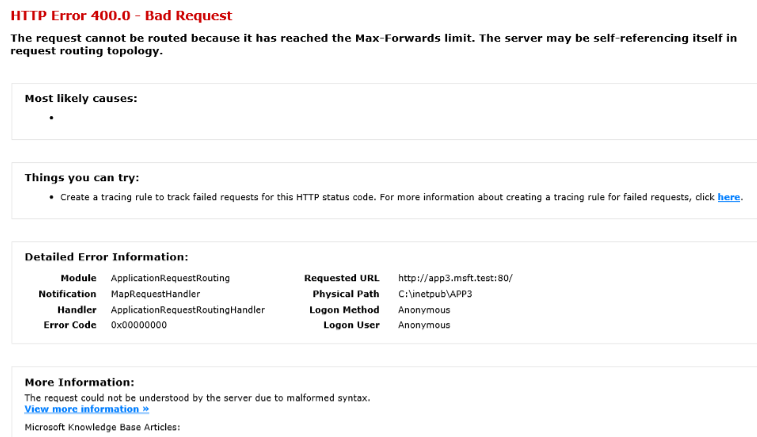 HTTP Error 400.0 - Bad Request
The request cannot be routed because it has reached the Max-Forwards limit. The server may be self-referencing itself in
request routing topology.
Most likely causes:
Things you can try:
Create a tracing rule to track failed requests for this HTTP status code. For more information about creating a tracing rule for failed requests, click here.
Detailed Error Information:
Module ApplicationRequestRouting Requested URL http://app3.msft.test:80/
Notification MapRequestHandler Physical Path C:\inetpub\APP3
Handler ApplicationRequestRoutingHandler Logon Method Anonymous
Error Code 0x00000000 Logon User Anonymous
More Information:
The request could not be understood by the server due to malformed syntax.
View more information »
Microsoft Knowledge Base Articles: